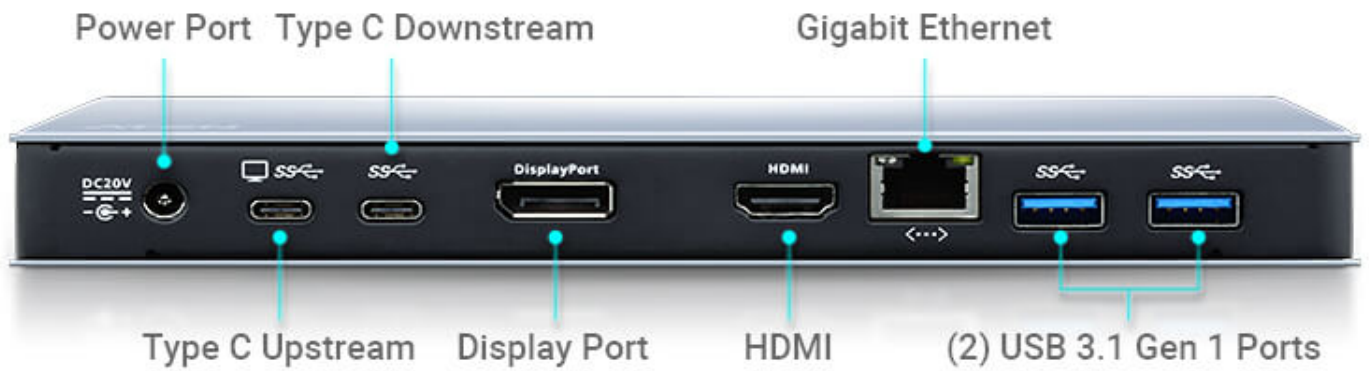 Power Port Type C Downstream Gigabit Ethernet
DC20V
DisplayPort
HDMI
Type C Upstream Display Port HDMI (2) USB 3.1 Gen 1 Ports